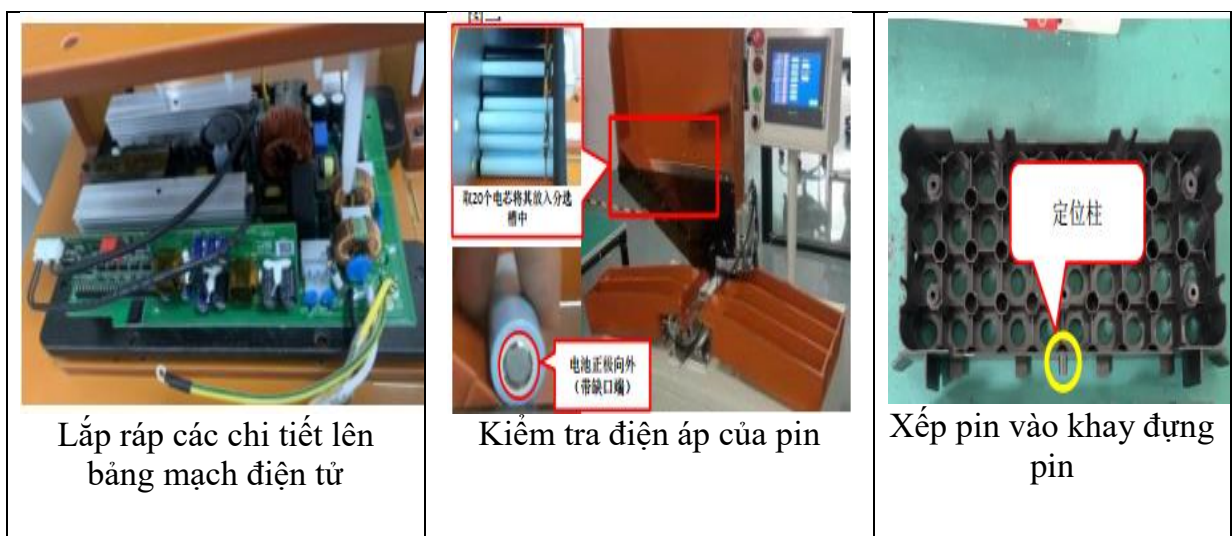 取20个电芯将其放入分选
槽中
电池正极向外
（带缺口端）
定位柱
Lắp ráp các chi tiết lên
bảng mạch điện tử
Kiểm tra điện áp của pin
Xếp pin vào khay đựng
pin